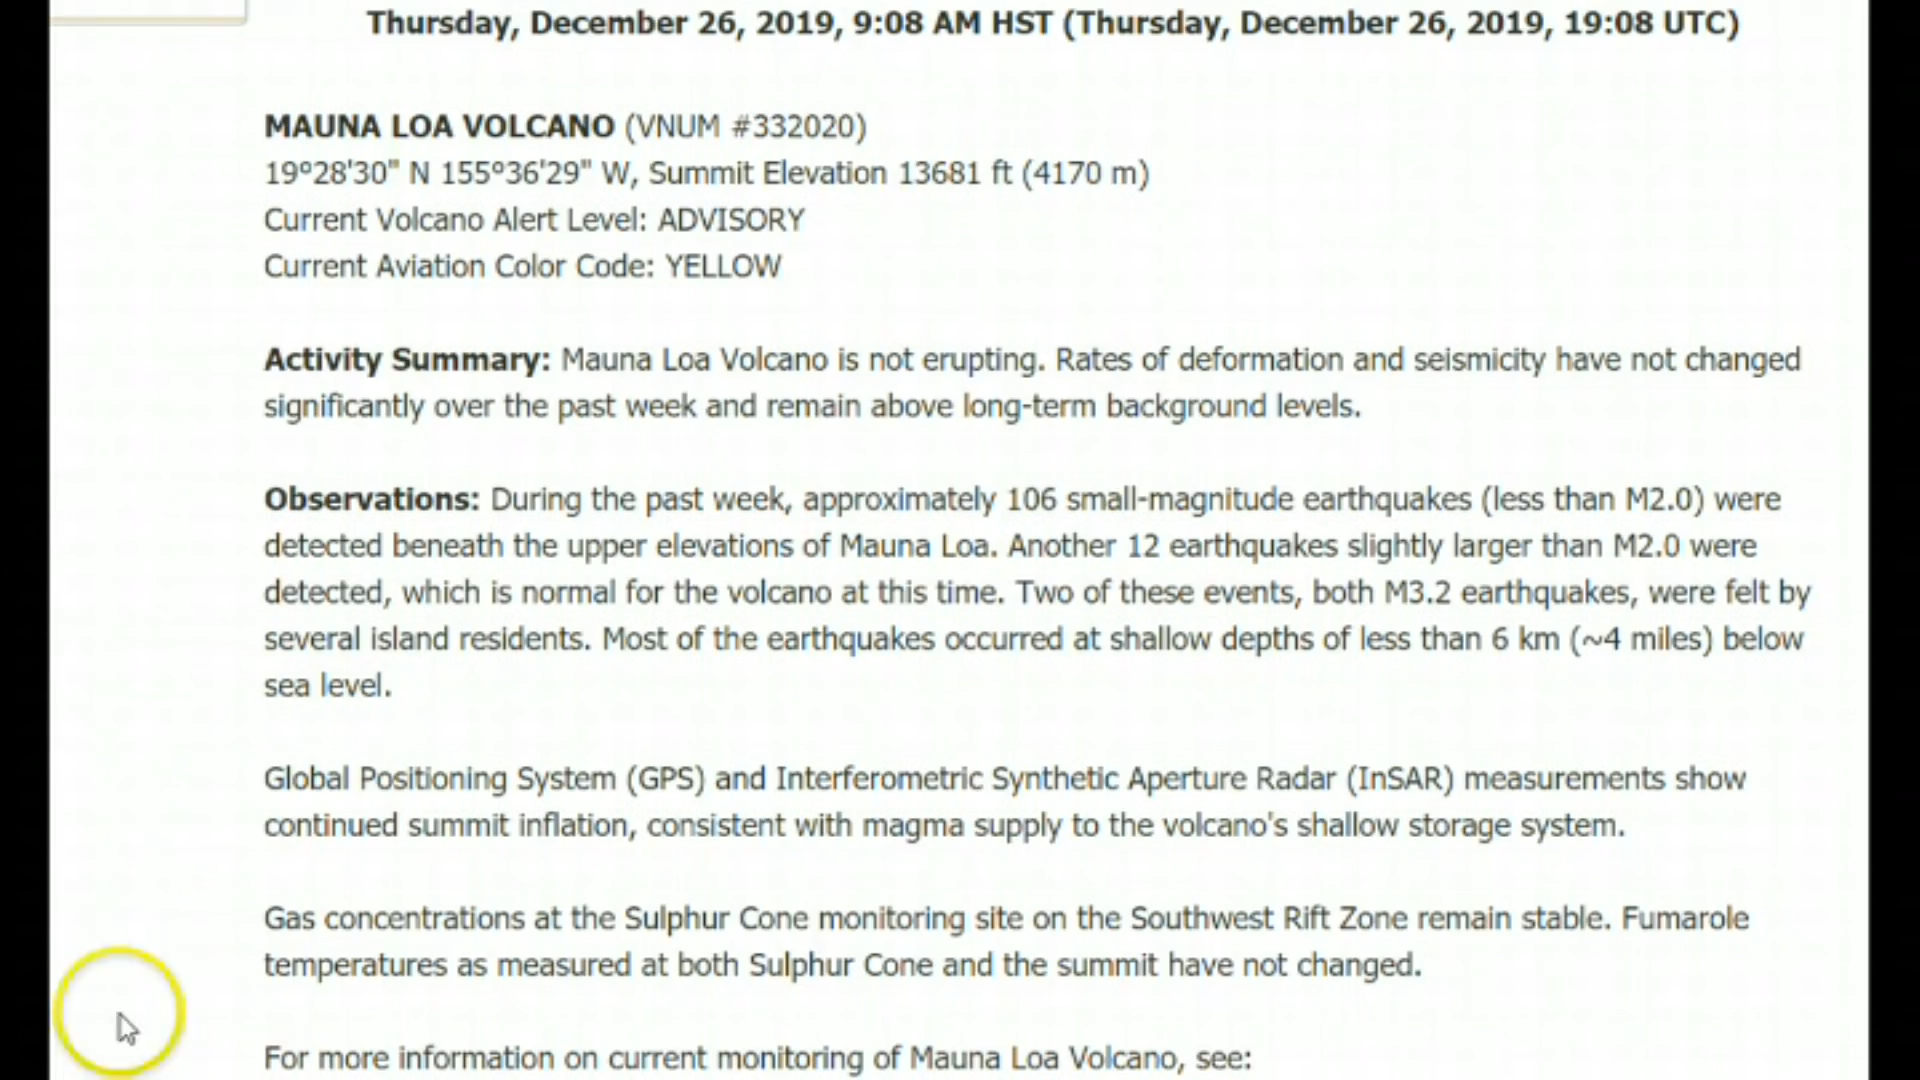 Thursday, December 26, 2019, 9:08 AM HST (Thursday, December 26, 2019, 19:08 UTC)
MAUNA LOA VOLCANO (VNUM #332020)
19º28'30" N 155º36'29" W, Summit Elevation 13681 ft (4170 m)
Current Volcano Alert Level: ADVISORY
Current Aviation Color Code: YELLOW
Activity Summary: Mauna Loa Volcano is not erupting. Rates of deformation and seismicity have not changed
significantly over the past week and remain above long-term background levels.
Observations: During the past week, approximately 106 small-magnitude earthquakes (less than M2.0) were
detected beneath the upper elevations of Mauna Loa. Another 12 earthquakes slightly larger than M2.0 were
detected, which is normal for the volcano at this time. Two of these events, both M3.2 earthquakes, were felt by
several island residents. Most of the earthquakes occurred at shallow depths of less than 6 km (~4 miles) below
sea level.
Global Positioning System (GPS) and Interferometric Synthetic Aperture Radar (InSAR) measurements show
continued summit inflation, consistent with magma supply to the volcano's shallow storage system.
Gas concentrations at the Sulphur Cone monitoring site on the Southwest Rift Zone remain stable. Fumarole
temperatures as measured at both Sulphur Cone and the summit have not changed.
For more information on current monitoring of Mauna Loa Volcano, see: